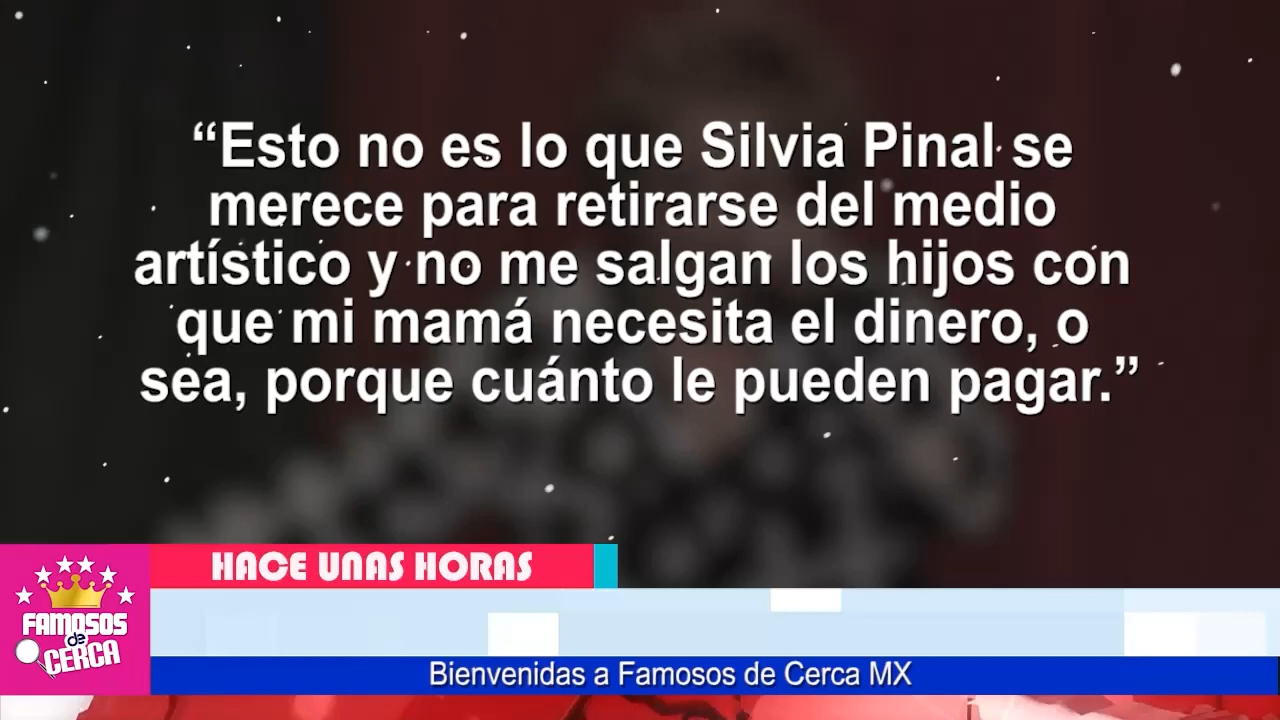 “Esto no es lo que Silvia Pinal se
merece para retirarse del medio
artístico y no me salgan los hijos con
que mi mamá necesita el dinero, o
sea, porque cuánto le pueden pagar.”
HACE UNAS HORAS
FAMOSOS
de
CERCA
Bienvenidas a Famosos de Cerca MX